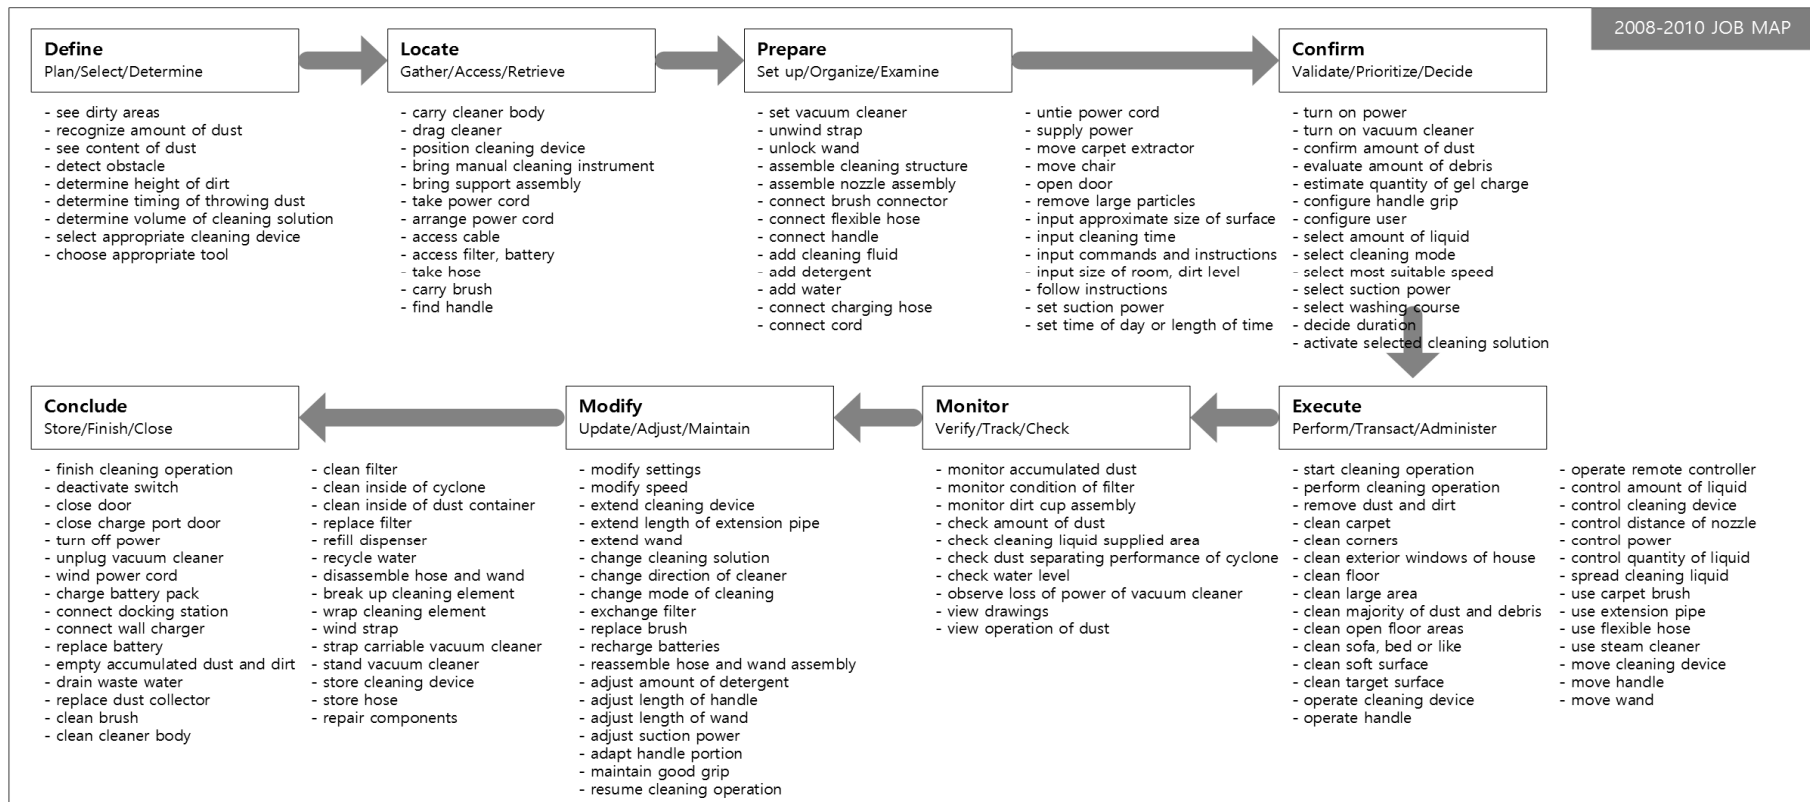 2008-2010 JOB MAP
Define
Plan/Select/Determine
- see dirty areas
- recognize amount of dust
- see content of dust
- detect obstacle
- determine height of dirt
- determine timing of throwing dust
- determine volume of cleaning solution
- select appropriate cleaning device
- choose appropriate tool
Locate
Gather/Access/Retrieve
- carry cleaner body
- drag cleaner
- position cleaning device
- bring manual cleaning instrument
- bring support assembly
- take power cord
- arrange power cord
- access cable
- access filter, battery
- take hose
- carry brush
- find handle
Prepare
Set up/Organize/Examine
- set vacuum cleaner
- unwind strap
- unlock wand
- assemble cleaning structure
- assemble nozzle assembly
- connect brush connector
- connect flexible hose
- connect handle
- add cleaning fluid
- add detergent
- add water
- connect charging hose
- connect cord
- untie power cord
- supply power
- move carpet extractor
- move chair
- open door
- remove large particles
- input approximate size of surface
- input cleaning time
- input commands and instructions
- input size of room, dirt level
- follow instructions
- set suction power
- set time of day or length of time
Confirm
Validate/Prioritize/Decide
- turn on power
- turn on vacuum cleaner
- confirm amount of dust
- evaluate amount of debris
- estimate quantity of gel charge
- configure handle grip
- configure user
- select amount of liquid
- select cleaning mode
- select most suitable speed
- select suction power
- select washing course
- decide duration
- activate selected cleaning solution
Execute
Perform/Transact/Administer
- start cleaning operation
- perform cleaning operation
- remove dust and dirt
- clean carpet
- clean corners
- clean exterior windows of house
- clean floor
- clean large area
- clean majority of dust and debris
- clean open floor areas
- clean sofa, bed or like
- clean soft surface
- clean target surface
- operate cleaning device
- operate handle
- operate remote controller
- control amount of liquid
- control cleaning device
- control distance of nozzle
- control power
- control quantity of liquid
- spread cleaning liquid
- use carpet brush
- use extension pipe
- use flexible hose
- use steam cleaner
- move cleaning device
- move handle
- move wand
Monitor
Verify/Track/Check
- monitor accumulated dust
- monitor condition of filter
- monitor dirt cup assembly
- check amount of dust
- check cleaning liquid supplied area
- check dust separating performance of cyclone
- check water level
- observe loss of power of vacuum cleaner
- view drawings
- view operation of dust
Modify
Update/Adjust/Maintain
- modify settings
- modify speed
- extend cleaning device
- extend length of extension pipe
- extend wand
- change cleaning solution
- change direction of cleaner
- change mode of cleaning
- exchange filter
- replace brush
- recharge batteries
- reassemble hose and wand assembly
- adjust amount of detergent
- adjust length of handle
- adjust length of wand
- adjust suction power
- adapt handle portion
- maintain good grip
- resume cleaning operation
Conclude
Store/Finish/Close
- finish cleaning operation
- deactivate switch
- close door
- close charge port door
- turn off power
- unplug vacuum cleaner
- wind power cord
- charge battery pack
- connect docking station
- connect wall charger
- replace battery
- empty accumulated dust and dirt
- drain waste water
- replace dust collector
- clean brush
- clean cleaner body
- clean filter
- clean inside of cyclone
- clean inside of dust container
- replace filter
- refill dispenser
- recycle water
- disassemble hose and wand
- break up cleaning element
- wrap cleaning element
- wind strap
- strap carriable vacuum cleaner
- stand vacuum cleaner
- store cleaning device
- store hose
- repair components